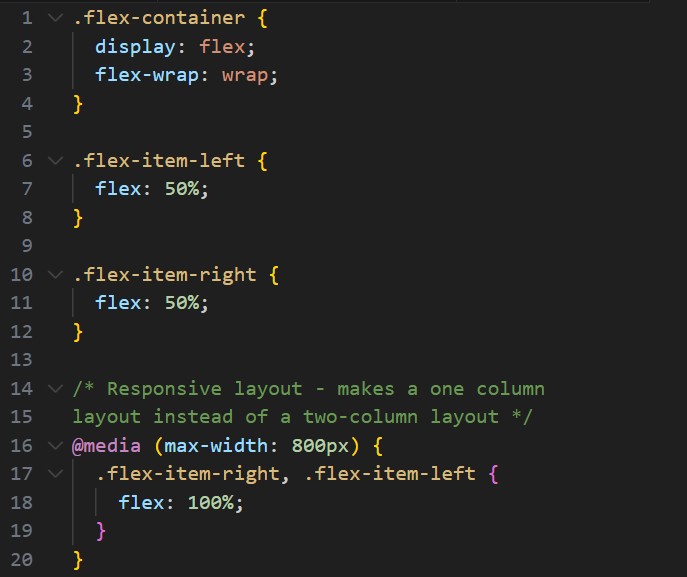 1 .flex-container {
2   display: flex;
3   flex-wrap: wrap;
4 }
5
6 .flex-item-left {
7   flex: 50%;
8 }
9
10 .flex-item-right {
11   flex: 50%;
12 }
13
14 /* Responsive layout - makes a one column
15 layout instead of a two-column layout */
16 @media (max-width: 800px) {
17   .flex-item-right, .flex-item-left {
18     flex: 100%;
19   }
20 }